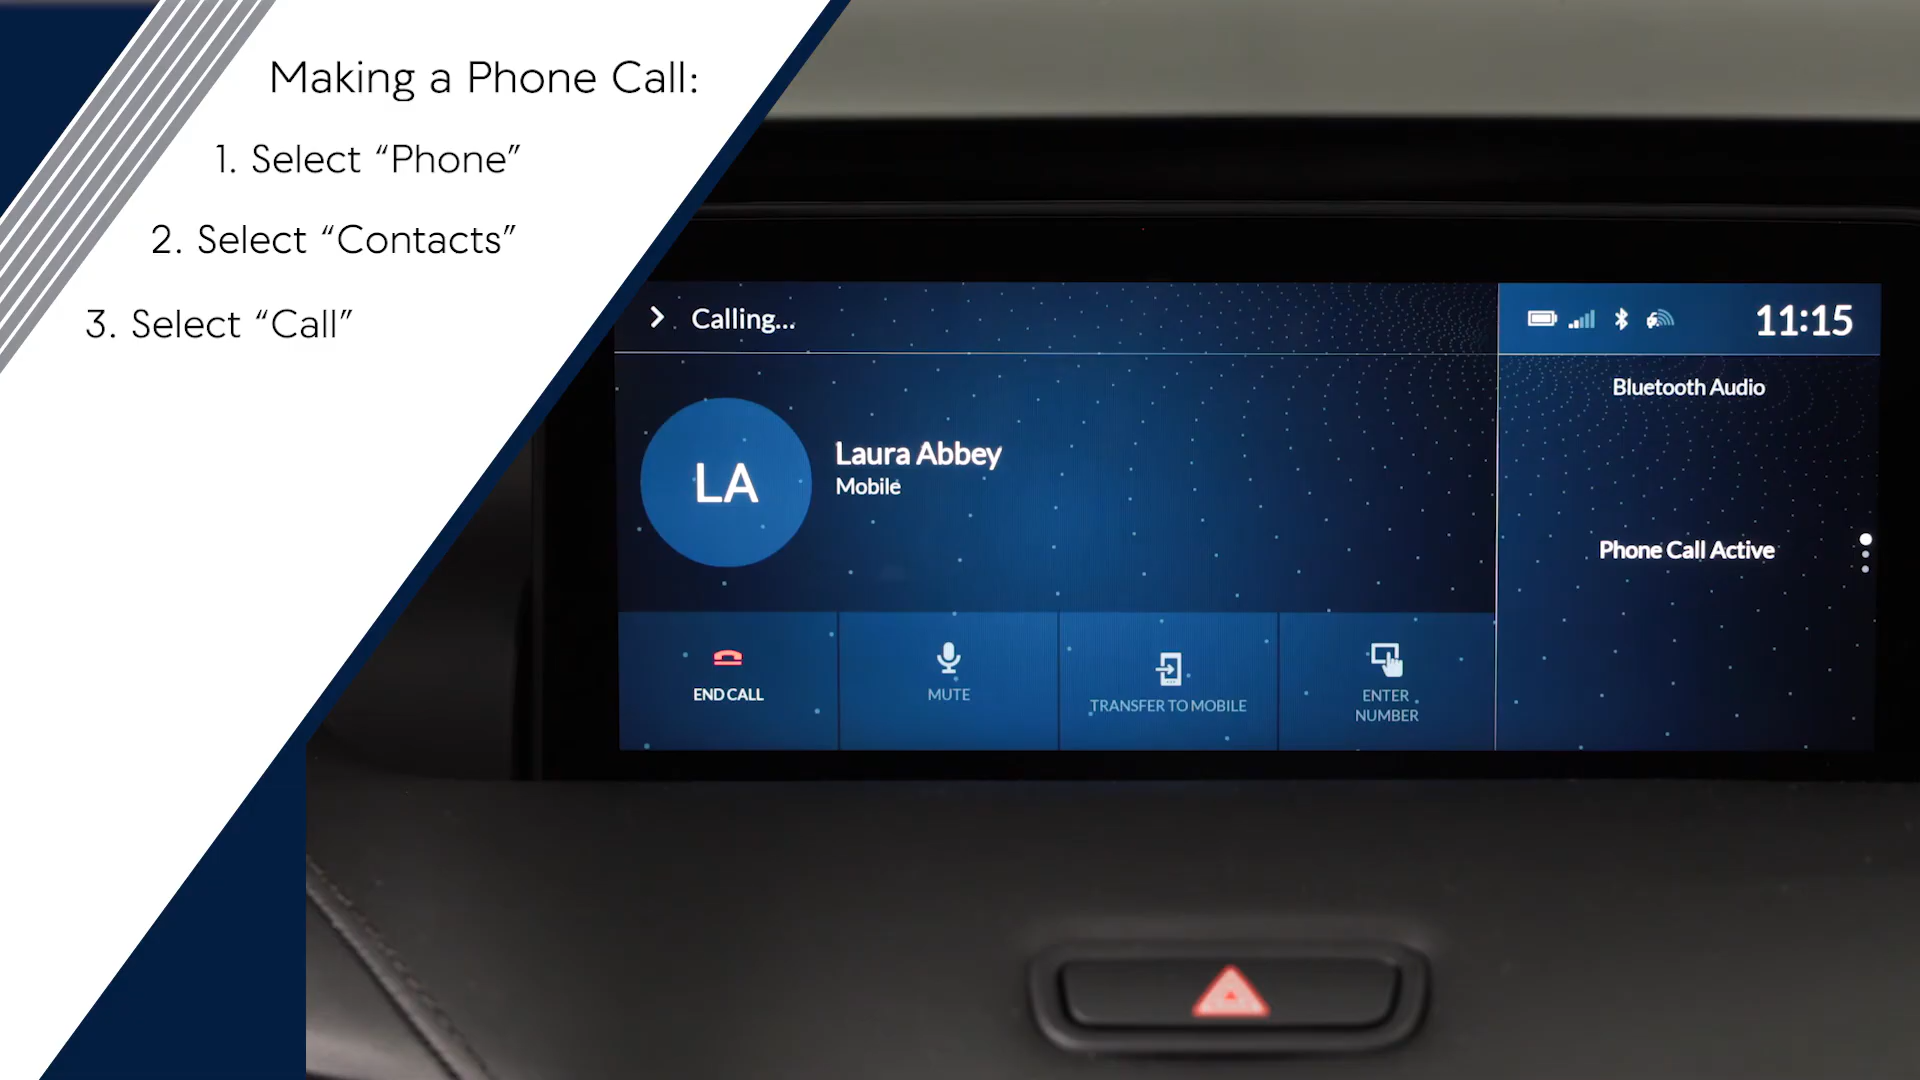 Making a Phone Call:
1. Select “Phone”
2. Select “Contacts”
3. Select “Call”
Calling...
11:15
Bluetooth Audio
LA
Laura Abbey
Mobile
Phone Call Active
END CALL
MUTE
TRANSFER TO MOBILE
ENTER
NUMBER